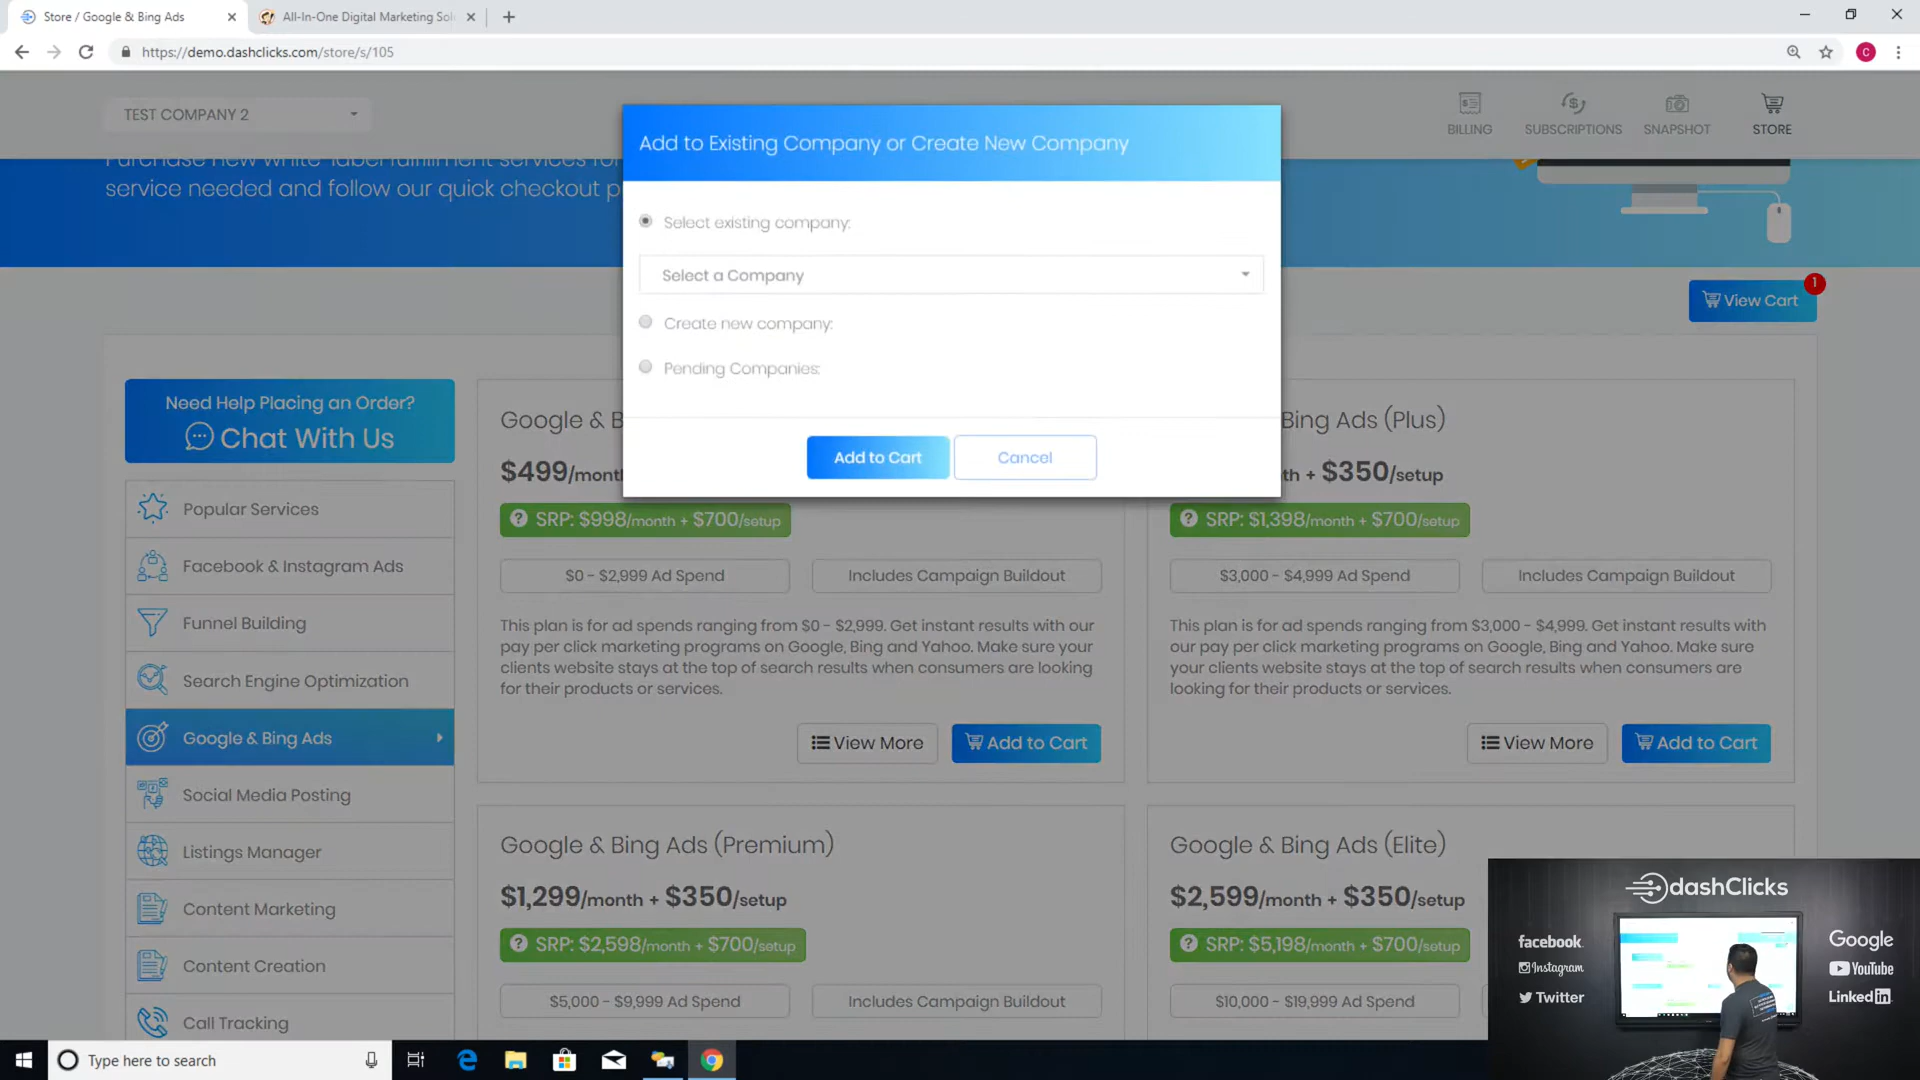 Store / Google & Bing Ads
All-In-One Digital Marketing Sol
https://demo.dashclicks.com/store/s/105
C
TEST COMPANY 2
BILLING
SUBSCRIPTIONS
SNAPSHOT
STORE
service needed and follow our quick checkout p
Add to Existing Company or Create New Company
Select existing company:
Select a Company
Create new company:
Pending Companies:
Add to Cart
Cancel
View Cart
1
Need Help Placing an Order?
Chat With Us
Popular Services
Facebook & Instagram Ads
Funnel Building
Search Engine Optimization
Google & Bing Ads
Social Media Posting
Listings Manager
Content Marketing
Content Creation
Call Tracking
Google & B
$499/mont
SRP: $998/month + $700/setup
$0 - $2,999 Ad Spend
Includes Campaign Buildout
This plan is for ad spends ranging from $0 - $2,999. Get instant results with our
pay per click marketing programs on Google, Bing and Yahoo. Make sure your
clients website stays at the top of search results when consumers are looking
for their products or services.
View More
Add to Cart
Bing Ads (Plus)
th + $350/setup
SRP: $1,398/month + $700/setup
$3,000 - $4,999 Ad Spend
Includes Campaign Buildout
This plan is for ad spends ranging from $3,000 - $4,999. Get instant results with
our pay per click marketing programs on Google, Bing and Yahoo. Make sure
your clients website stays at the top of search results when consumers are
looking for their products or services.
View More
Add to Cart
Google & Bing Ads (Premium)
$1,299/month + $350/setup
SRP: $2,598/month + $700/setup
$5,000 - $9,999 Ad Spend
Includes Campaign Buildout
Google & Bing Ads (Elite)
$2,599/month + $350/setup
SRP: $5,198/month + $700/setup
$10,000 - $19,999 Ad Spend
dashClicks
facebook
Instagram
Twitter
Google
YouTube
Linked in
Type here to search